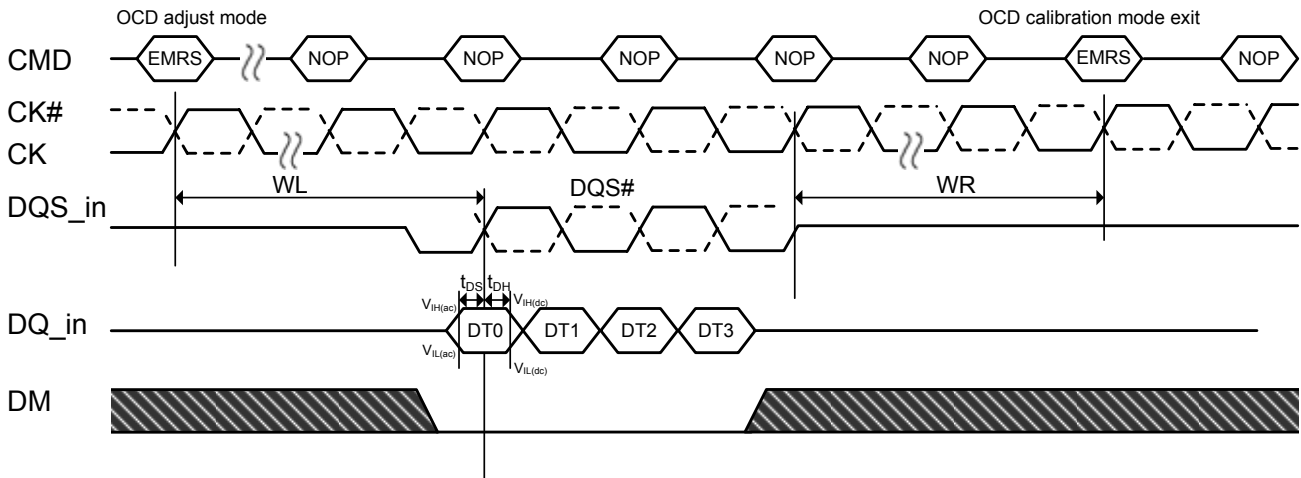 OCD adjust mode
OCD calibration mode exit
CMD
EMRS
NOP
NOP
NOP
NOP
NOP
EMRS
NOP
CK#
CK
WL
DQS#
WR
DQS_in
tDS
tDH
VIH(ac)
VIH(dc)
DQ_in
DT0
DT1
DT2
DT3
VIL(ac)
VIL(dc)
DM